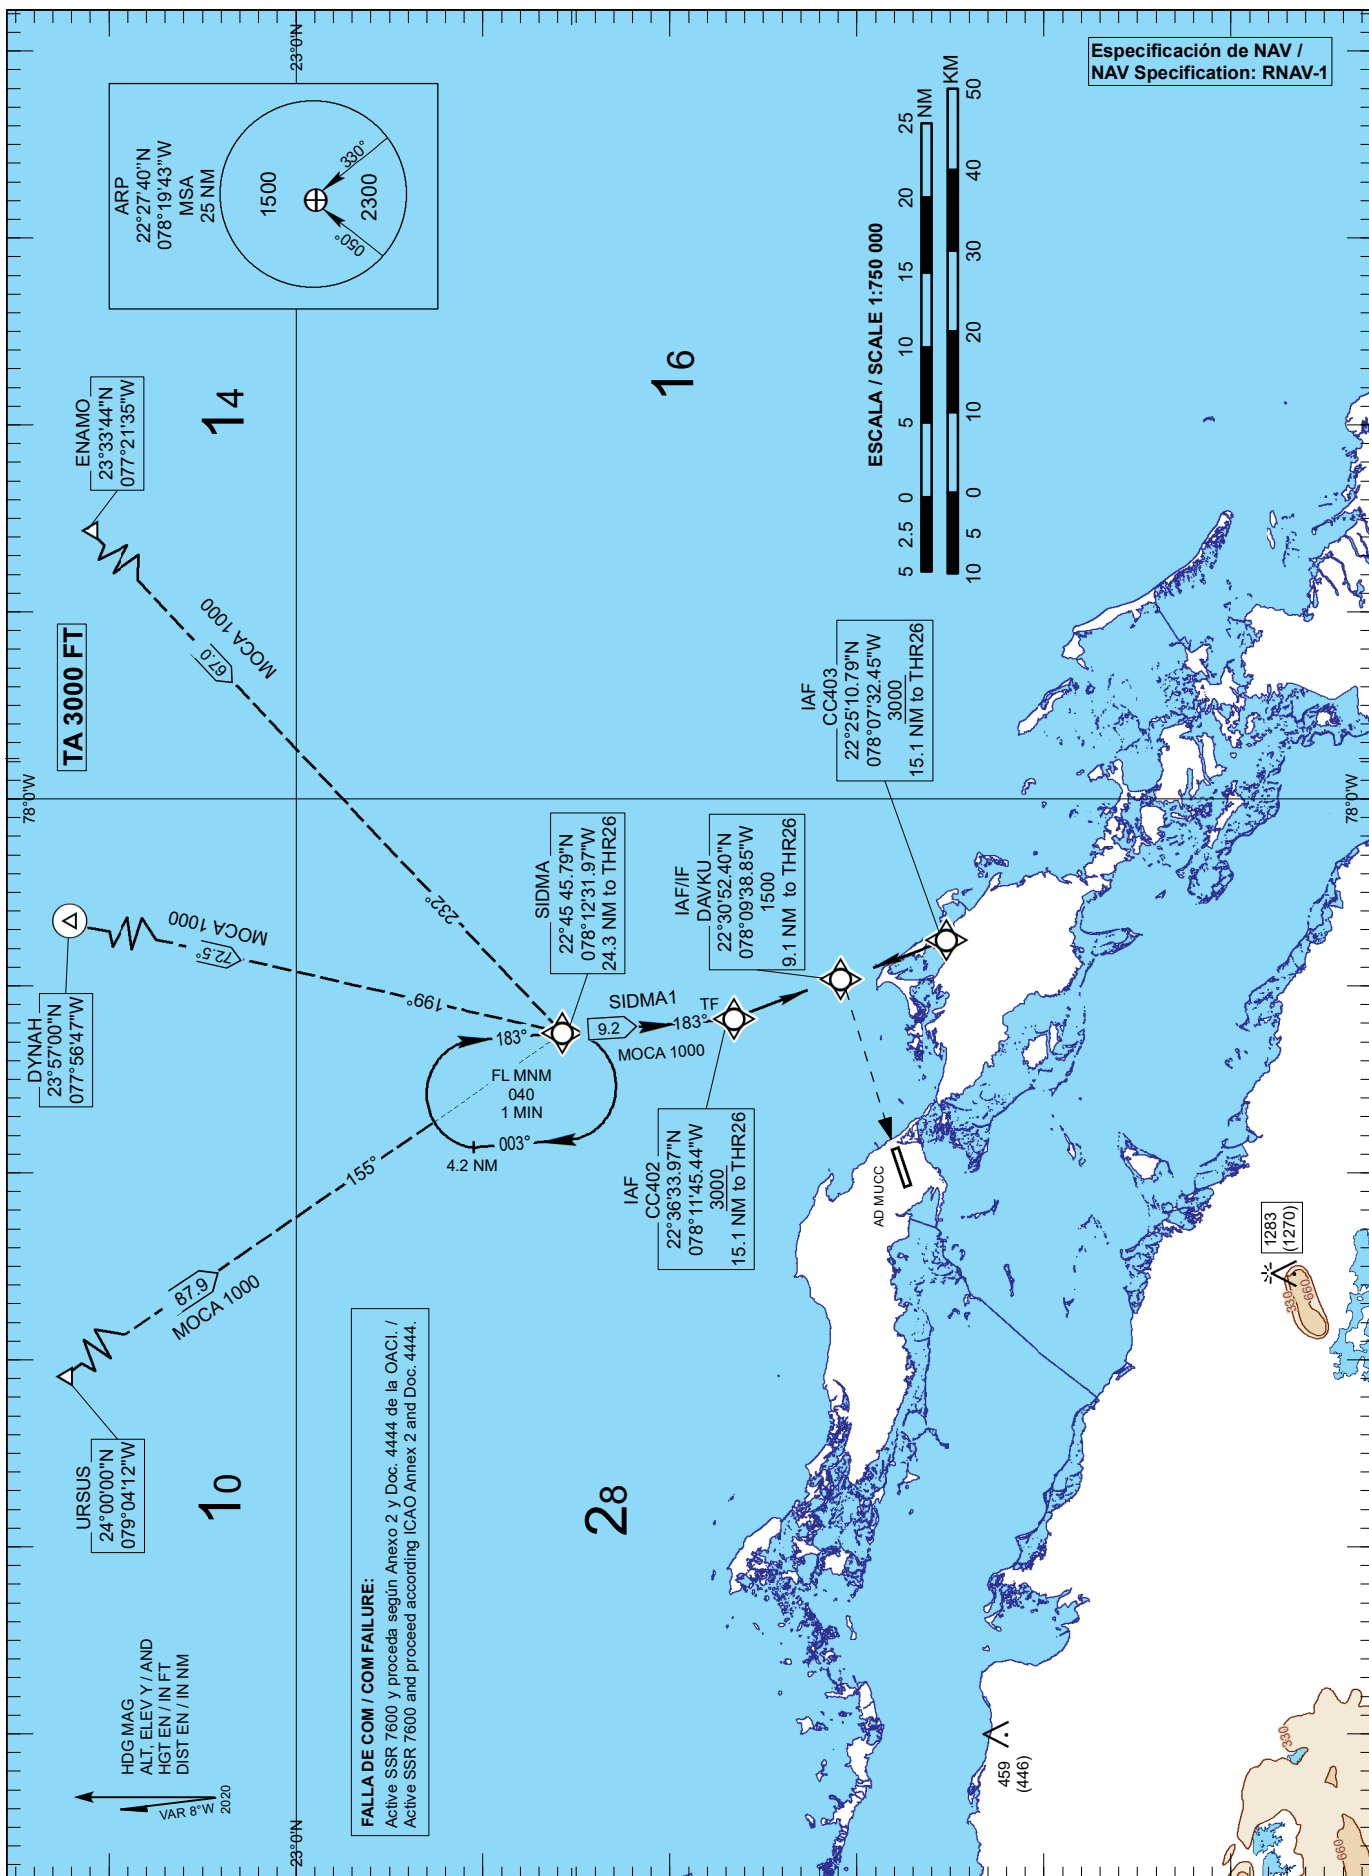 Especificación de NAV /
NAV Specification: RNAV-1
23°0'N
ARP
22°27'40"N
078°19'43"W
MSA
25 NM
1500
2300
330°
050°
ENAMO
23°33'44"N
077°21'35"W
14
16
TA 3000 FT
MOCA 1000
67.0
232°
78°0'W
DYNAH
23°57'00"N
077°56'47"W
MOCA 1000
72.5°
199°
URSUS
24°00'00"N
079°04'12"W
87.9
MOCA 1000
155°
10
28
SIDMA
22°45 45.79"N
078°12'31.97"W
24.3 NM to THR26
183°
FL MNM
040
1 MIN
003°
4.2 NM
SIDMA1
9.2
183°
TF
MOCA 1000
IAF
CC402
22°36'33.97"N
078°11'45.44"W
3000
15.1 NM to THR26
IAF/IF
DAVKU
22°30'52.40"N
078°09'38.85"W
1500
9.1 NM to THR26
IAF
CC403
22°25'10.79"N
078°07'32.45"W
3000
15.1 NM to THR26
AD MUCC
ESCALA / SCALE 1:750 000
5 2.5 0 5 10 15 20 25 NM
10 5 0 10 20 30 40 50 KM
FALLA DE COM / COM FAILURE:
Active SSR 7600 y proceda según Anexo 2 y Doc. 4444 de la OACI. /
Active SSR 7600 and proceed according ICAO Annex 2 and Doc. 4444.
HDG MAG
ALT, ELEV Y / AND
HGT EN / IN FT
DIST EN / IN NM
VAR 8°W
2020
23°0'N
78°0'W
1283
(1270)
330
660
459
(446)
330
660